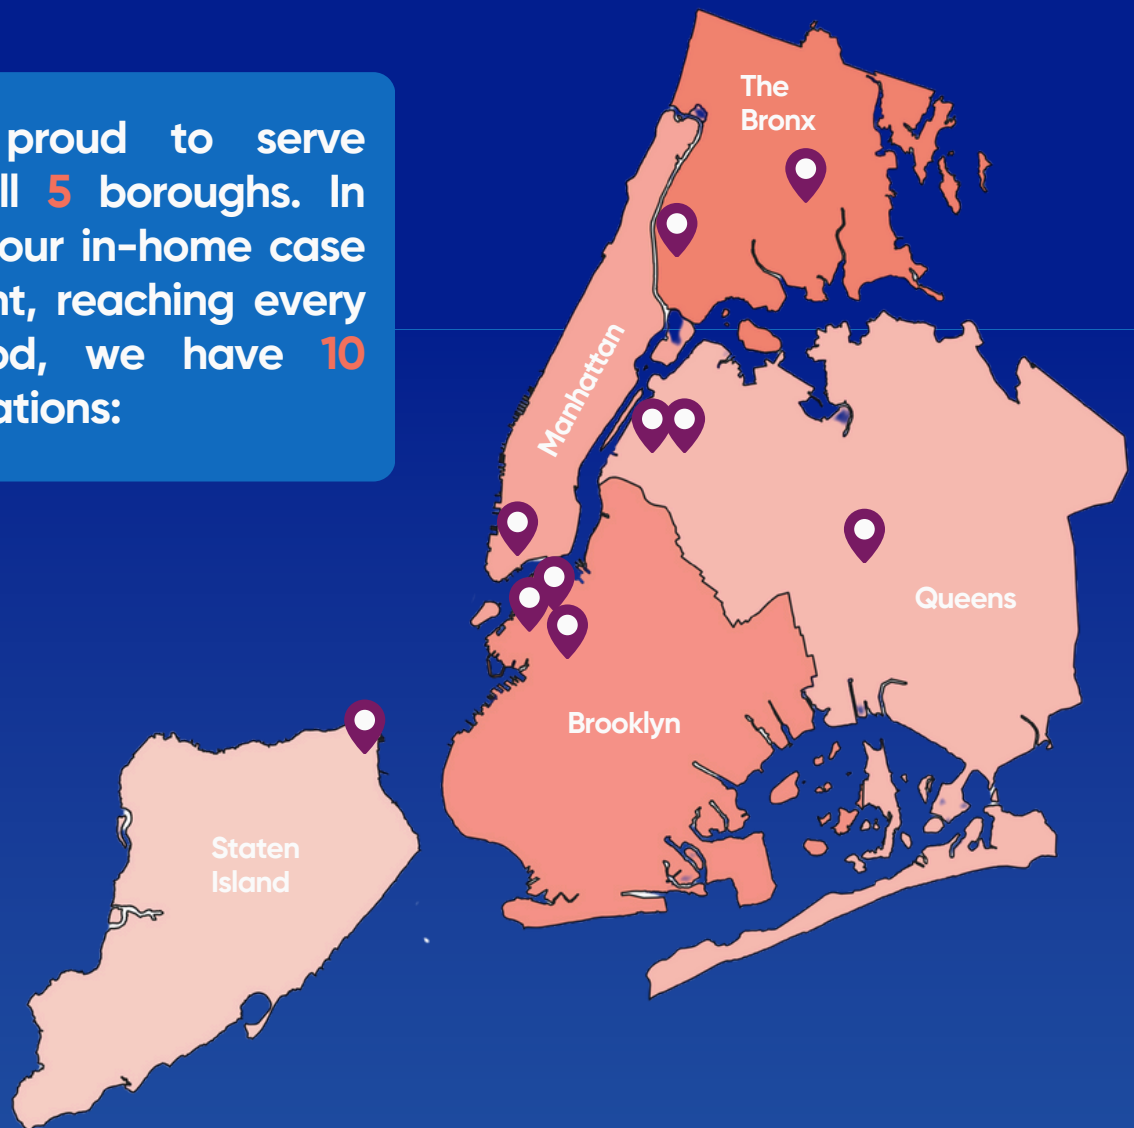 proud to serve
ll 5 boroughs. In
our in-home case
nt, reaching every
od, we have 10
ations:
The
Bronx
Manhattan
Queens
Brooklyn
Staten
Island